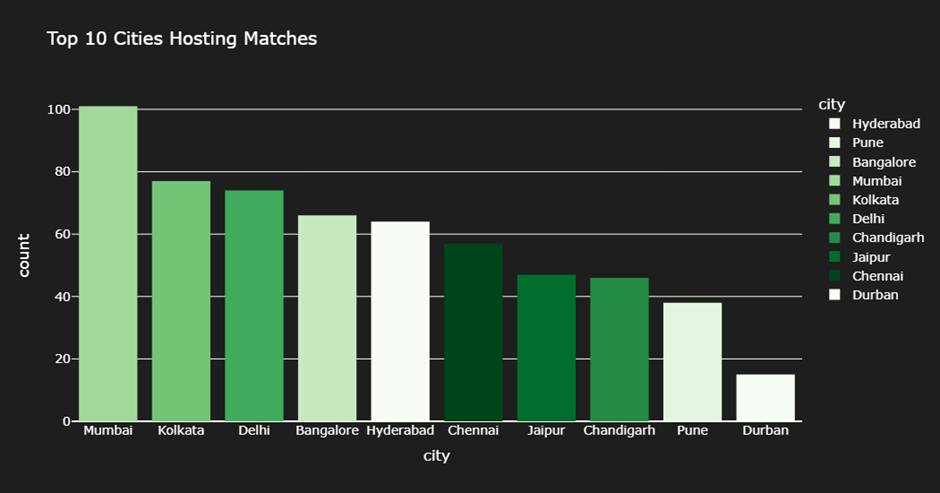 Top 10 Cities Hosting Matches
100
80
60
40
20
0
count
Mumbai Kolkata Delhi Bangalore Hyderabad Chennai Jaipur Chandigarh Pune Durban
city
city
Hyderabad
Pune
Bangalore
Mumbai
Kolkata
Delhi
Chandigarh
Jaipur
Chennai
Durban